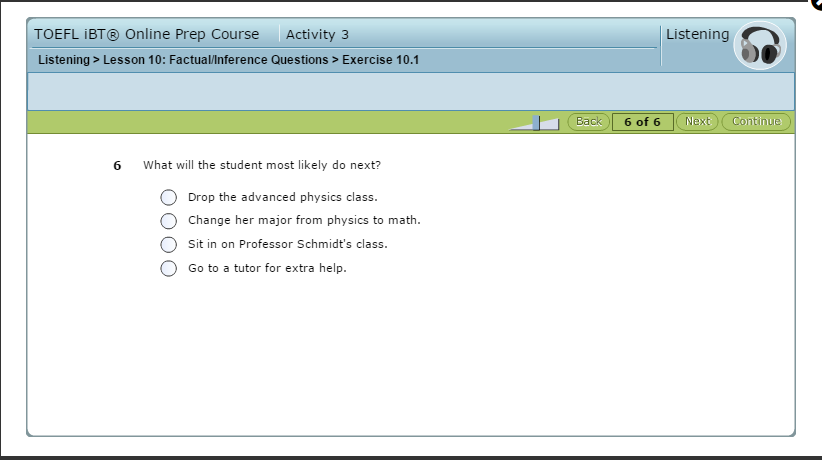 TOEFL iBT® Online Prep Course Activity 3 Listening
Listening > Lesson 10: Factual/Inference Questions > Exercise 10.1
Back 6 of 6 Next Continue
6 What will the student most likely do next?
Drop the advanced physics class.
Change her major from physics to math.
Sit in on Professor Schmidt's class.
Go to a tutor for extra help.